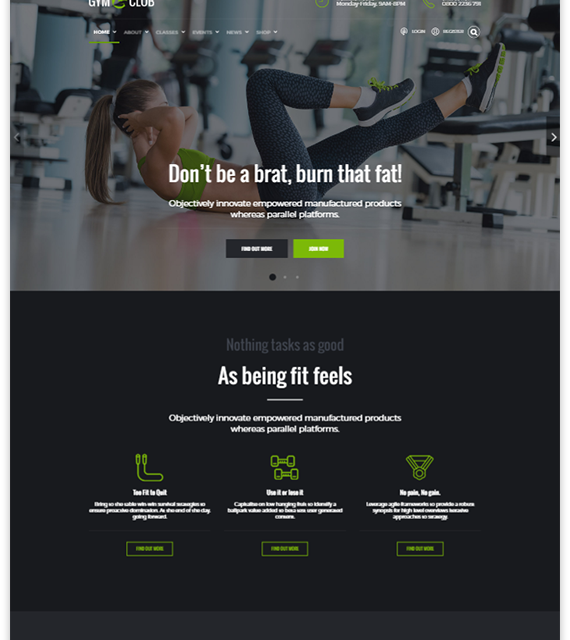 GYM CLUB
Monday-Friday, 9AM-8PM
0800 2236 791
HOME ABOUT CLASSES EVENTS NEWS SHOP LOGIN REGISTER
Don't be a brat, burn that fat!
Objectively innovate empowered manufactured products
whereas parallel platforms.
FIND OUT MORE JOIN NOW
Nothing tasks as good
As being fit feels
Objectively innovate empowered manufactured products
whereas parallel platforms.
Too Fit to Quit
Bring to the table win-win survival strategies to
ensure proactive domination. At the end of the day,
going forward.
FIND OUT MORE
Use it or lose it
Capitalise on low hanging fruis to identify a
ballpark value added to beta test user generated
content.
FIND OUT MORE
No pain, No gain.
Leverage agile frameworks to provide a robust
synopsis for high level overviews iterative
approaches to strategy.
FIND OUT MORE